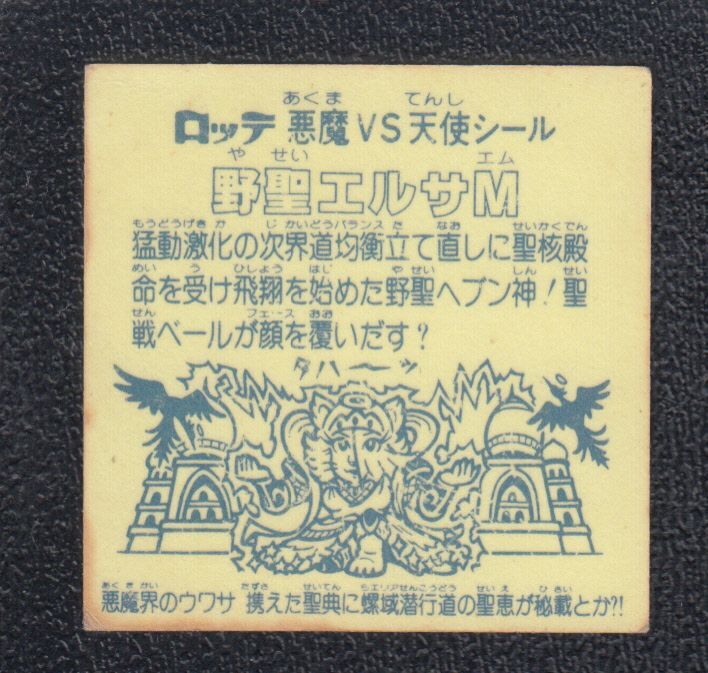 あくま てんし
ロッテ 悪魔VS天使シール
や せい エム
野聖エルサM
もうどうげきか じ かいどうバランス た なお せいかくでん
猛動激化の次界道均衡立て直しに聖核殿
めい う ひしょう はじ や せい しん せい
命を受け飛翔を始めた野聖ヘブン神！聖
せん フェース おお
戦ベールが顔を覆いだす？
タハーッ
あく ま かい たずさ せいてん らエリアせんこうどう せい え ひ さい
悪魔界のウワサ 携えた聖典に螺域潜行道の聖恵が秘載とか?!